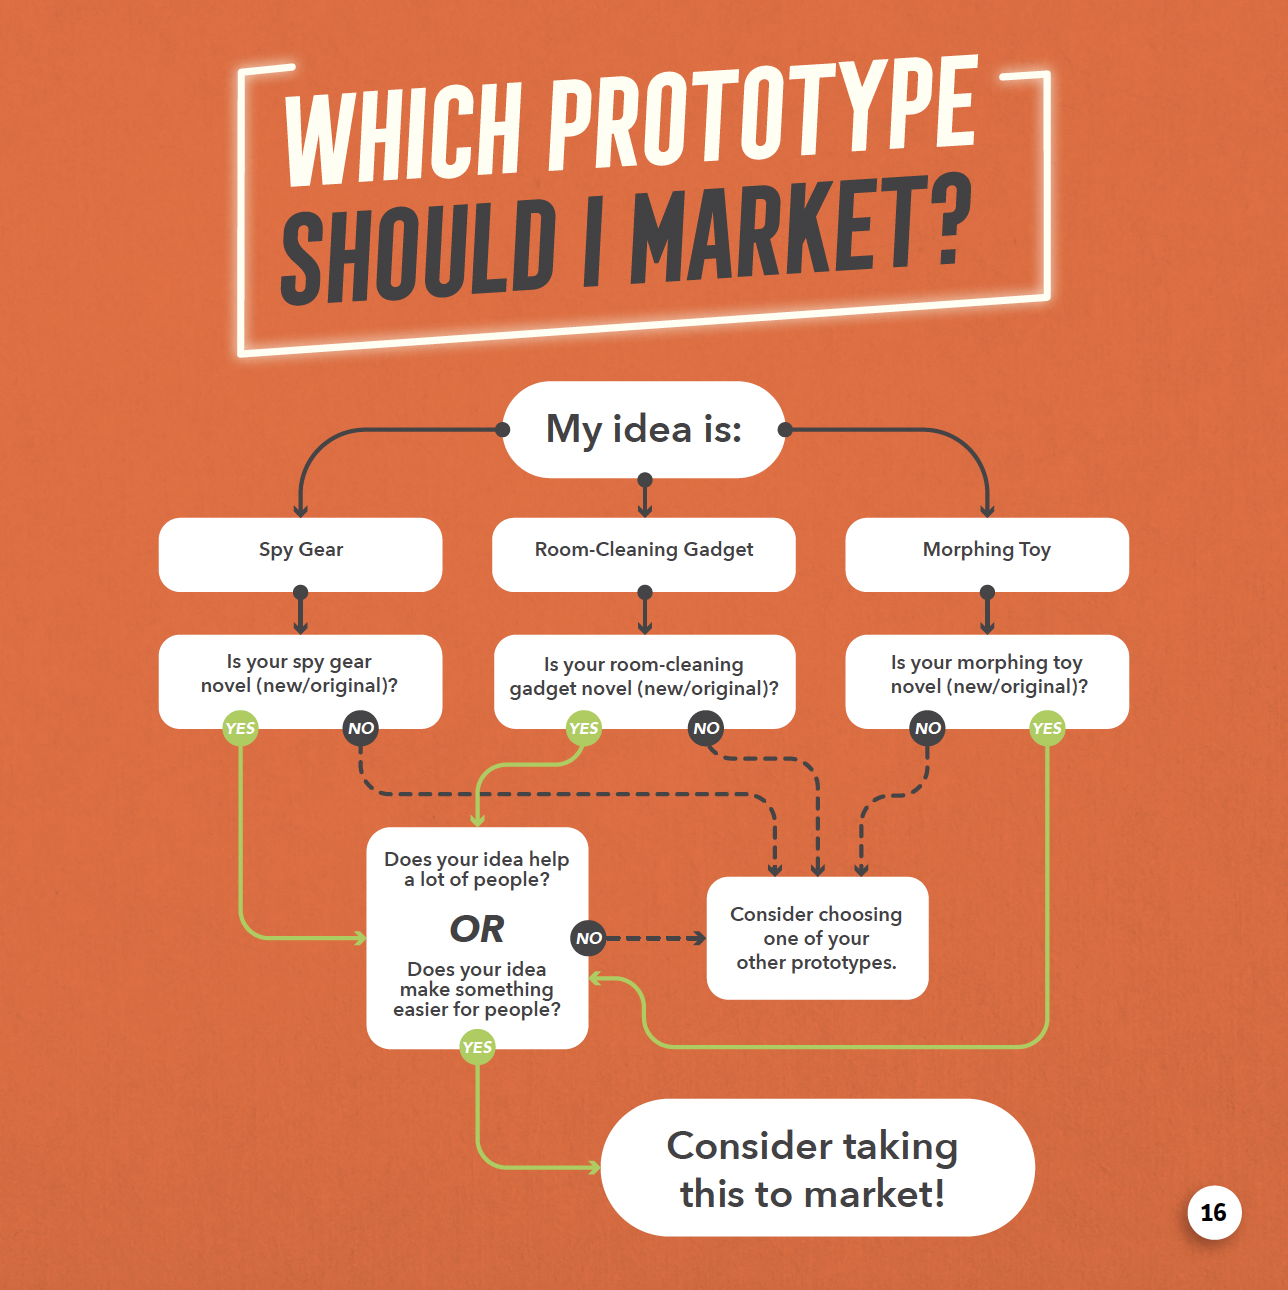 WHICH PROTOTYPE
SHOULD I MARKET?
My idea is:
Spy Gear
Room-Cleaning Gadget
Morphing Toy
Is your spy gear
novel (new/original)?
YES
NO
Is your room-cleaning
gadget novel (new/original)?
YES
NO
Is your morphing toy
novel (new/original)?
NO
YES
Does your idea help
a lot of people?
OR
Does your idea
make something
easier for people?
NO
YES
Consider choosing
one of your
other prototypes.
Consider taking
this to market!
16